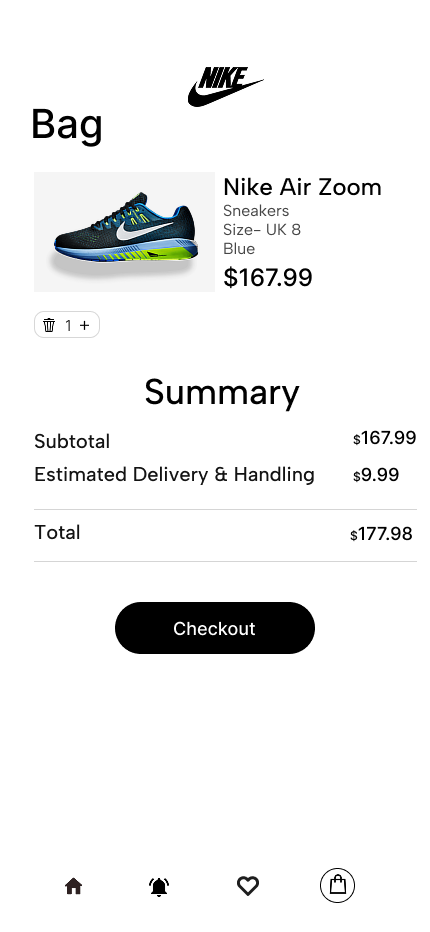 NIKE
Bag
Nike Air Zoom
Sneakers
Size- UK 8
Blue
$167.99
1 +
Summary
Subtotal $167.99
Estimated Delivery & Handling $9.99
Total $177.98
Checkout